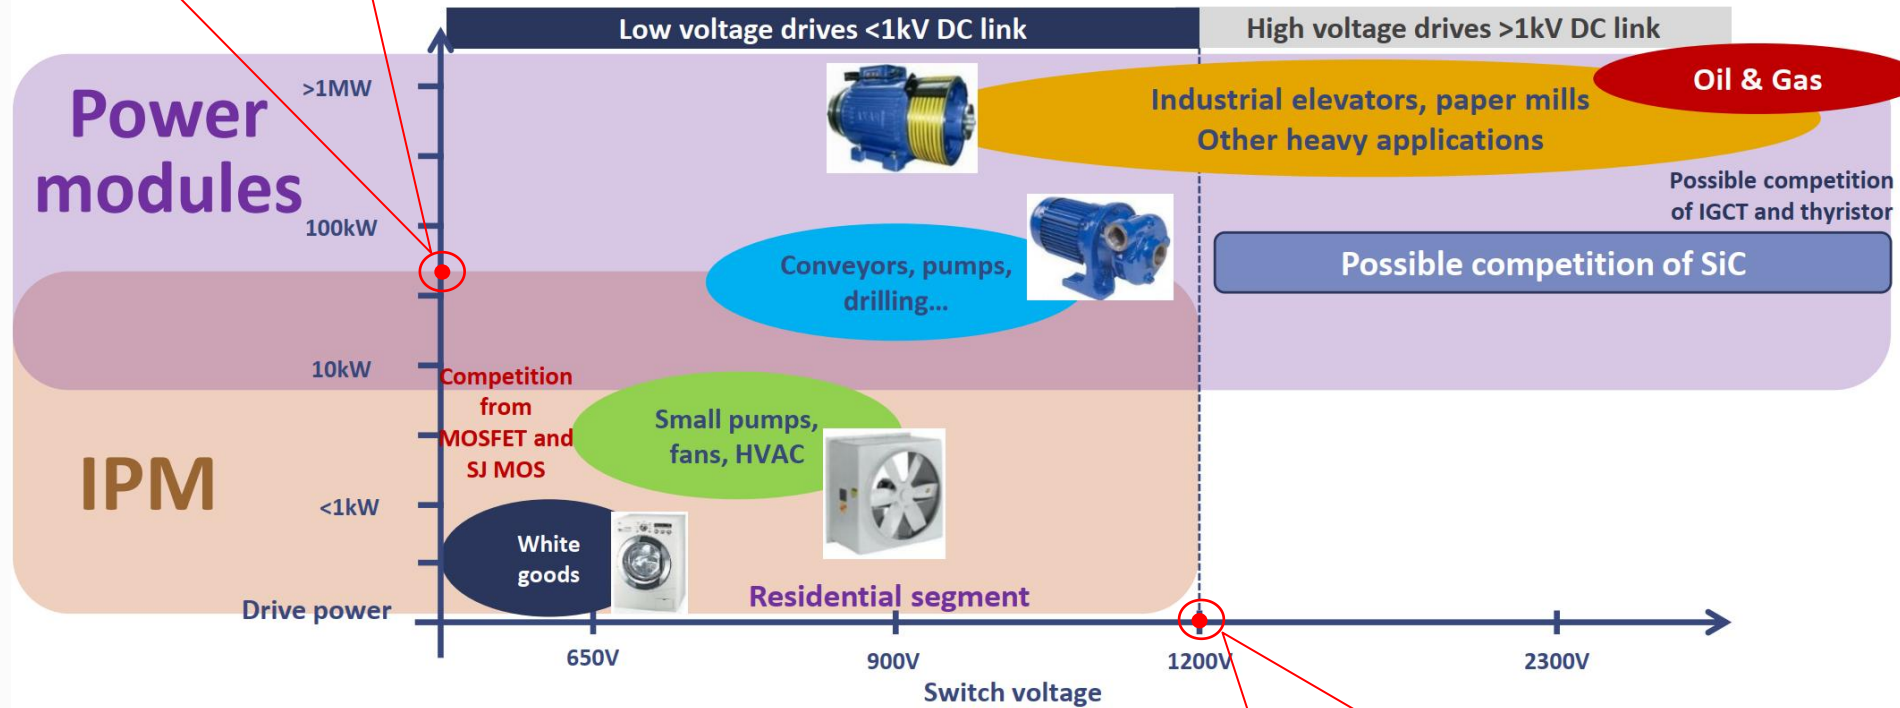 Low voltage drives <1kV DC link
High voltage drives >1kV DC link
Power
modules
>1MW
100kW
10kW
<1kW
Industrial elevators, paper mills
Other heavy applications
Oil & Gas
Possible competition
of IGCT and thyristor
Conveyors, pumps,
drilling...
Possible competition of SiC
IPM
Competition
from
MOSFET and
SJ MOS
Small pumps,
fans, HVAC
White
goods
Residential segment
Drive power
650V
900V
1200V
2300V
Switch voltage